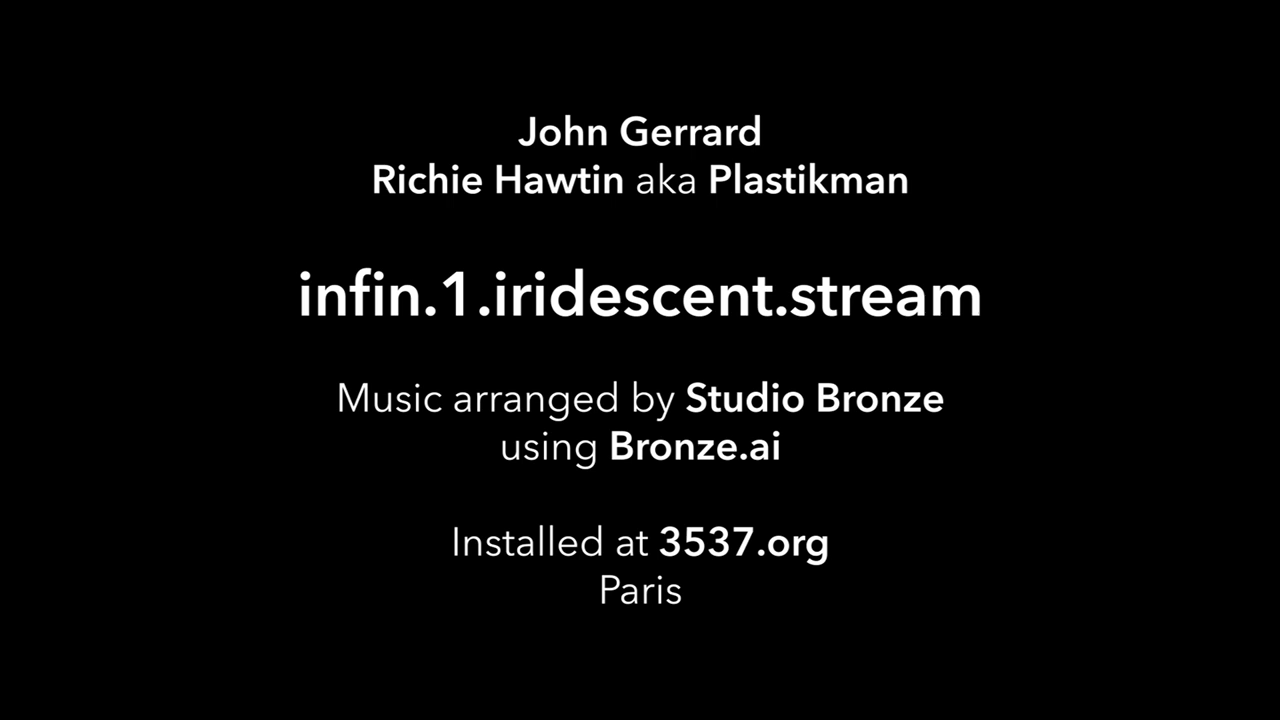 John Gerrard
Richie Hawtin aka Plastikman
infin.1.iridescent.stream
Music arranged by Studio Bronze
using Bronze.ai
Installed at 3537.org
Paris